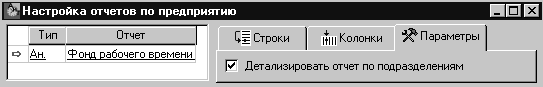 Настройка отчетов по предприятию
Тип Отчет
Ан. Фонд рабочего времени
Строки Колонки Параметры
Детализировать отчет по подразделениям